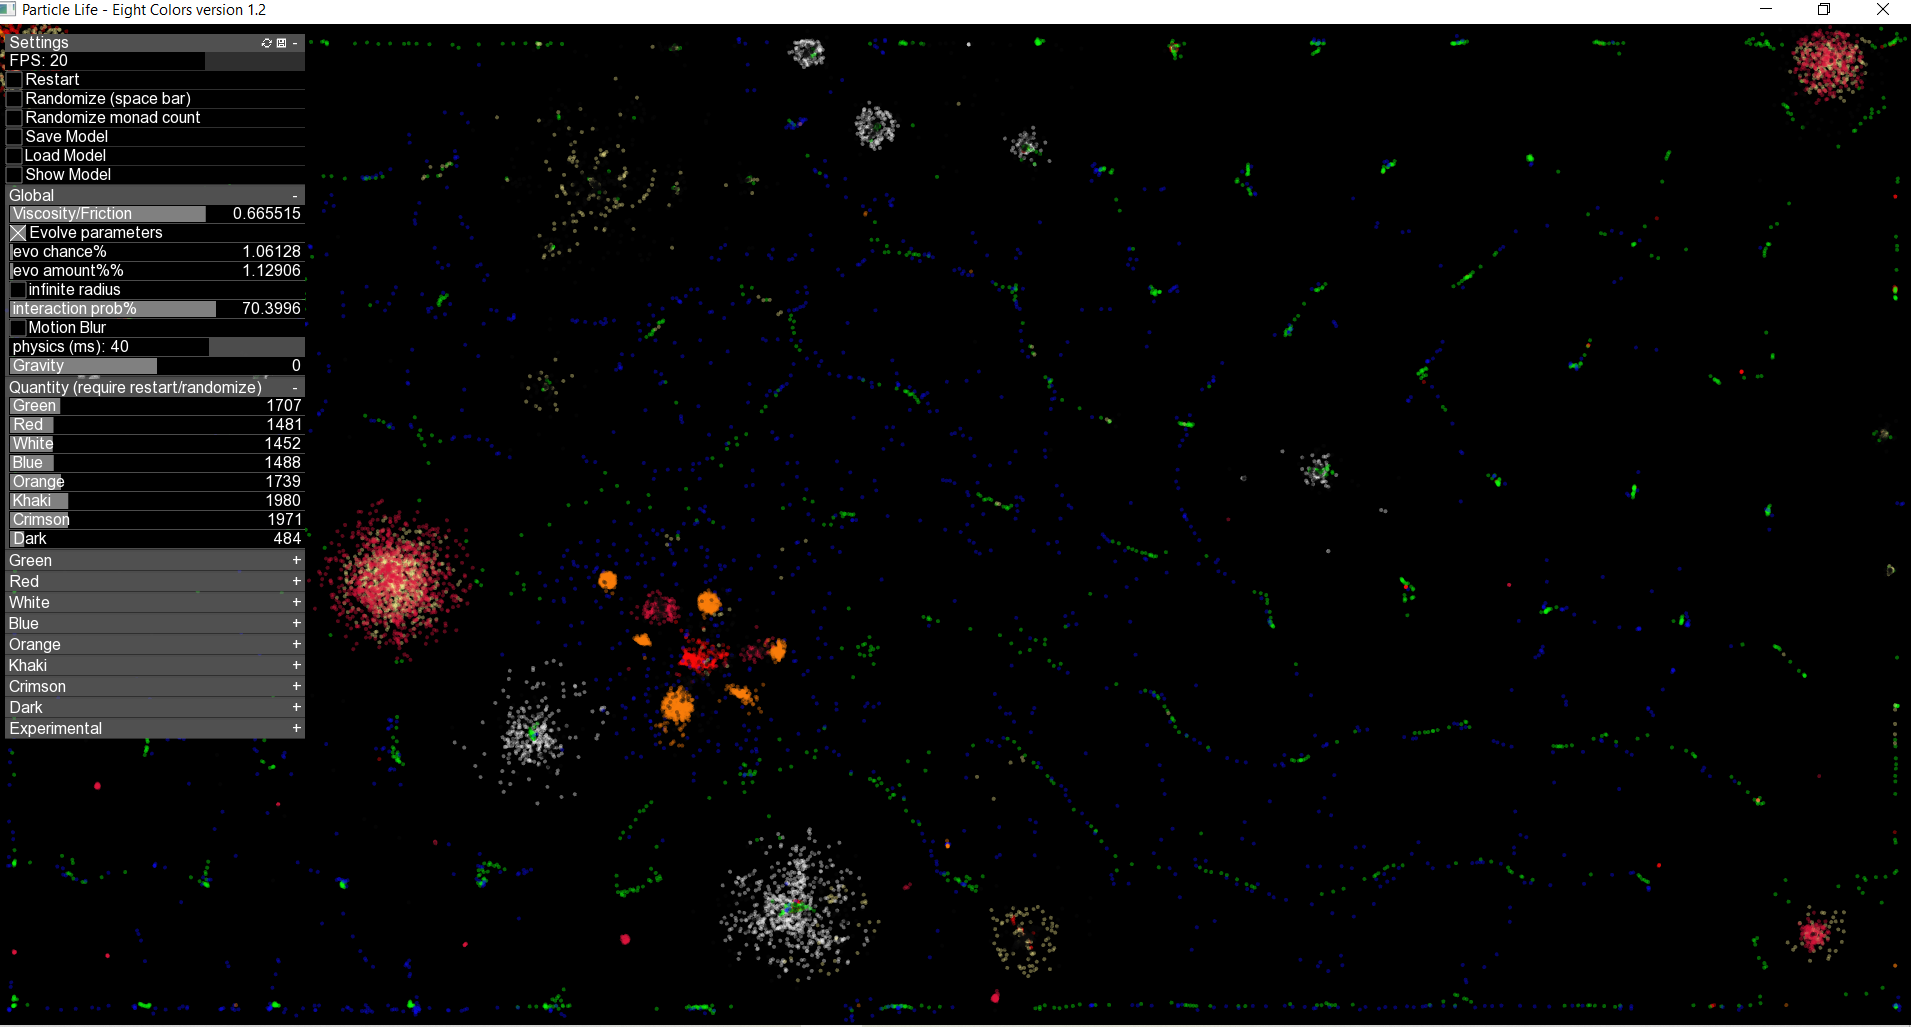 Particle Life - Eight Colors version 1.2
Settings -
FPS: 20
Restart
Randomize (space bar)
Randomize monad count
Save Model
Load Model
Show Model
Global -
Viscosity/Friction 0.665515
Evolve parameters
evo chance% 1.06128
evo amount%% 1.12906
infinite radius
interaction prob% 70.3996
Motion Blur
physics (ms): 40
Gravity 0
Quantity (require restart/randomize) -
Green 1707
Red 1481
White 1452
Blue 1488
Orange 1739
Khaki 1980
Crimson 1971
Dark 484
Green +
Red +
White +
Blue +
Orange +
Khaki +
Crimson +
Dark +
Experimental +